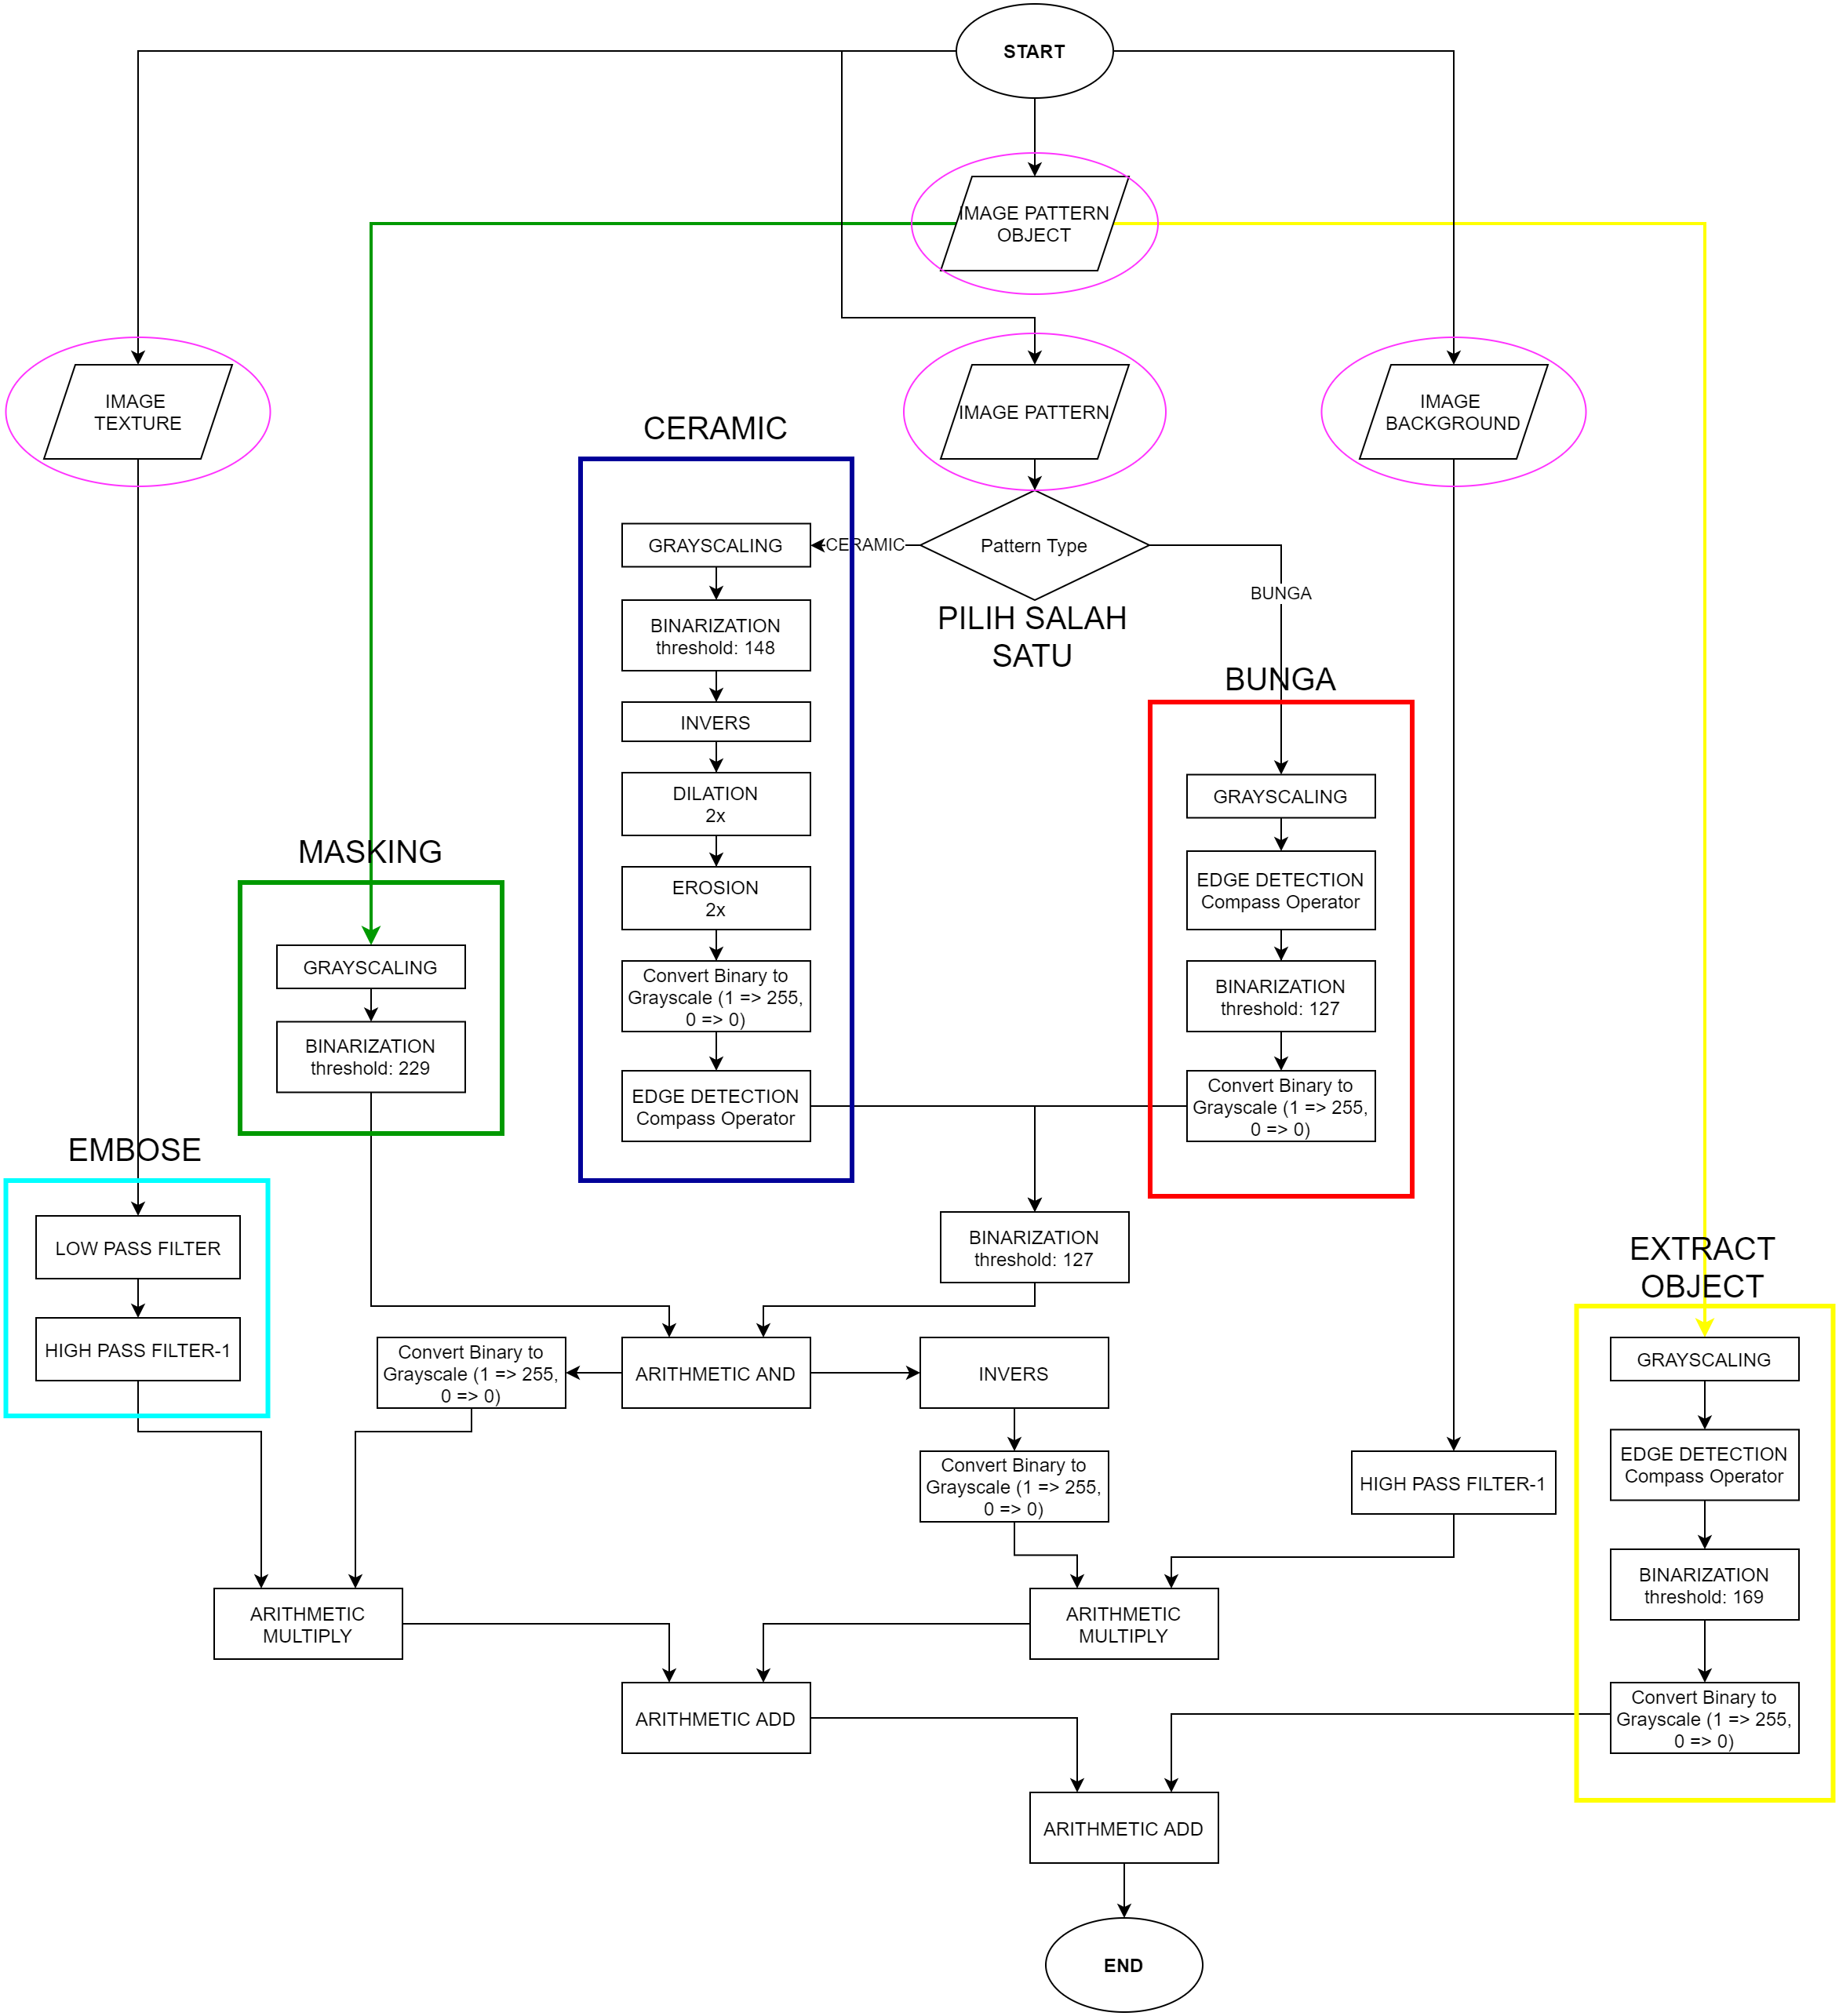 START
IMAGE PATTERN
OBJECT
IMAGE
TEXTURE
IMAGE PATTERN
IMAGE
BACKGROUND
CERAMIC
GRAYSCALING
CERAMIC
Pattern Type
BUNGA
PILIH SALAH
SATU
BINARIZATION
threshold: 148
INVERS
DILATION
2x
EROSION
2x
Convert Binary to
Grayscale (1 => 255,
0 => 0)
EDGE DETECTION
Compass Operator
BUNGA
GRAYSCALING
EDGE DETECTION
Compass Operator
BINARIZATION
threshold: 127
Convert Binary to
Grayscale (1 => 255,
0 => 0)
MASKING
GRAYSCALING
BINARIZATION
threshold: 229
EMBOSE
LOW PASS FILTER
HIGH PASS FILTER-1
BINARIZATION
threshold: 127
Convert Binary to
Grayscale (1 => 255,
0 => 0)
ARITHMETIC AND
INVERS
Convert Binary to
Grayscale (1 => 255,
0 => 0)
HIGH PASS FILTER-1
EXTRACT
OBJECT
GRAYSCALING
EDGE DETECTION
Compass Operator
BINARIZATION
threshold: 169
Convert Binary to
Grayscale (1 => 255,
0 => 0)
ARITHMETIC
MULTIPLY
ARITHMETIC
MULTIPLY
ARITHMETIC ADD
ARITHMETIC ADD
END